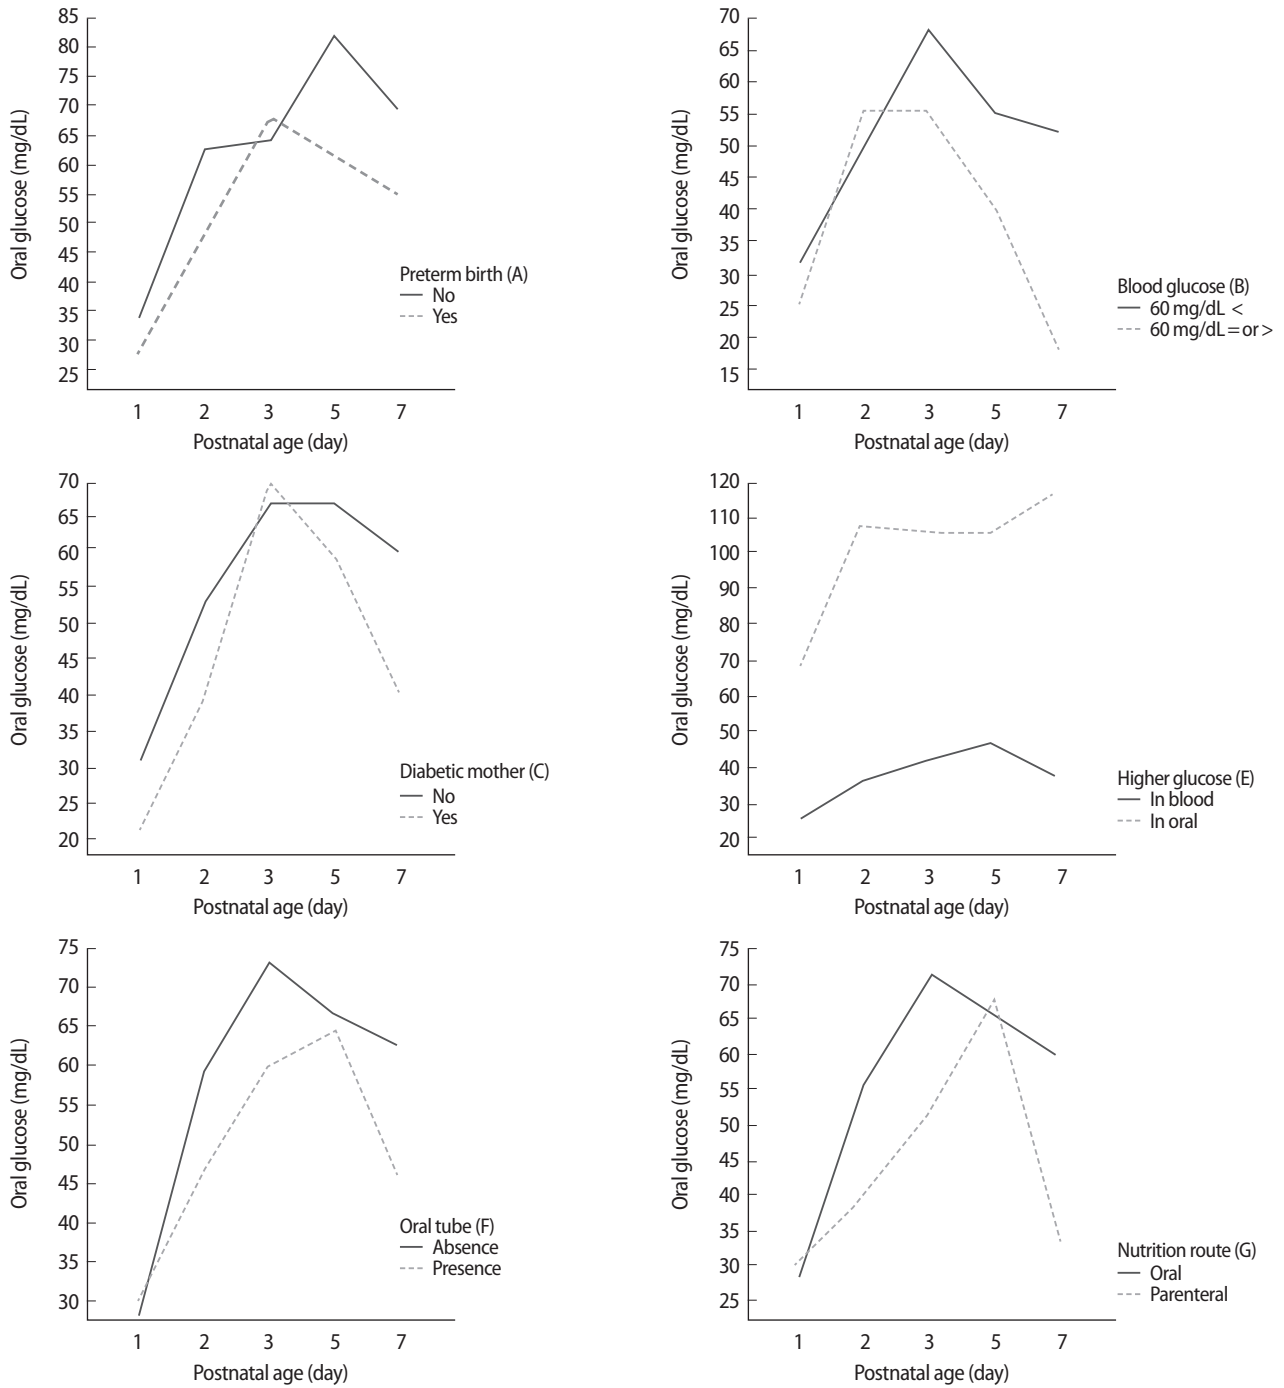 85
80
75
70
65
60
55
50
45
40
35
30
25
Oral glucose (mg/dL)
Preterm birth (A)
No
Yes
1 2 3 5 7
Postnatal age (day)
70
65
60
55
50
45
40
35
30
25
20
15
Oral glucose (mg/dL)
Blood glucose (B)
60 mg/dL <
60 mg/dL = or >
1 2 3 5 7
Postnatal age (day)
70
65
60
55
50
45
40
35
30
25
20
Oral glucose (mg/dL)
Diabetic mother (C)
No
Yes
1 2 3 5 7
Postnatal age (day)
120
110
100
90
80
70
60
50
40
30
20
Oral glucose (mg/dL)
Higher glucose (E)
In blood
In oral
1 2 3 5 7
Postnatal age (day)
75
70
65
60
55
50
45
40
35
30
Oral glucose (mg/dL)
Oral tube (F)
Absence
Presence
1 2 3 5 7
Postnatal age (day)
75
70
65
60
55
50
45
40
35
30
25
Oral glucose (mg/dL)
Nutrition route (G)
Oral
Parenteral
1 2 3 5 7
Postnatal age (day)